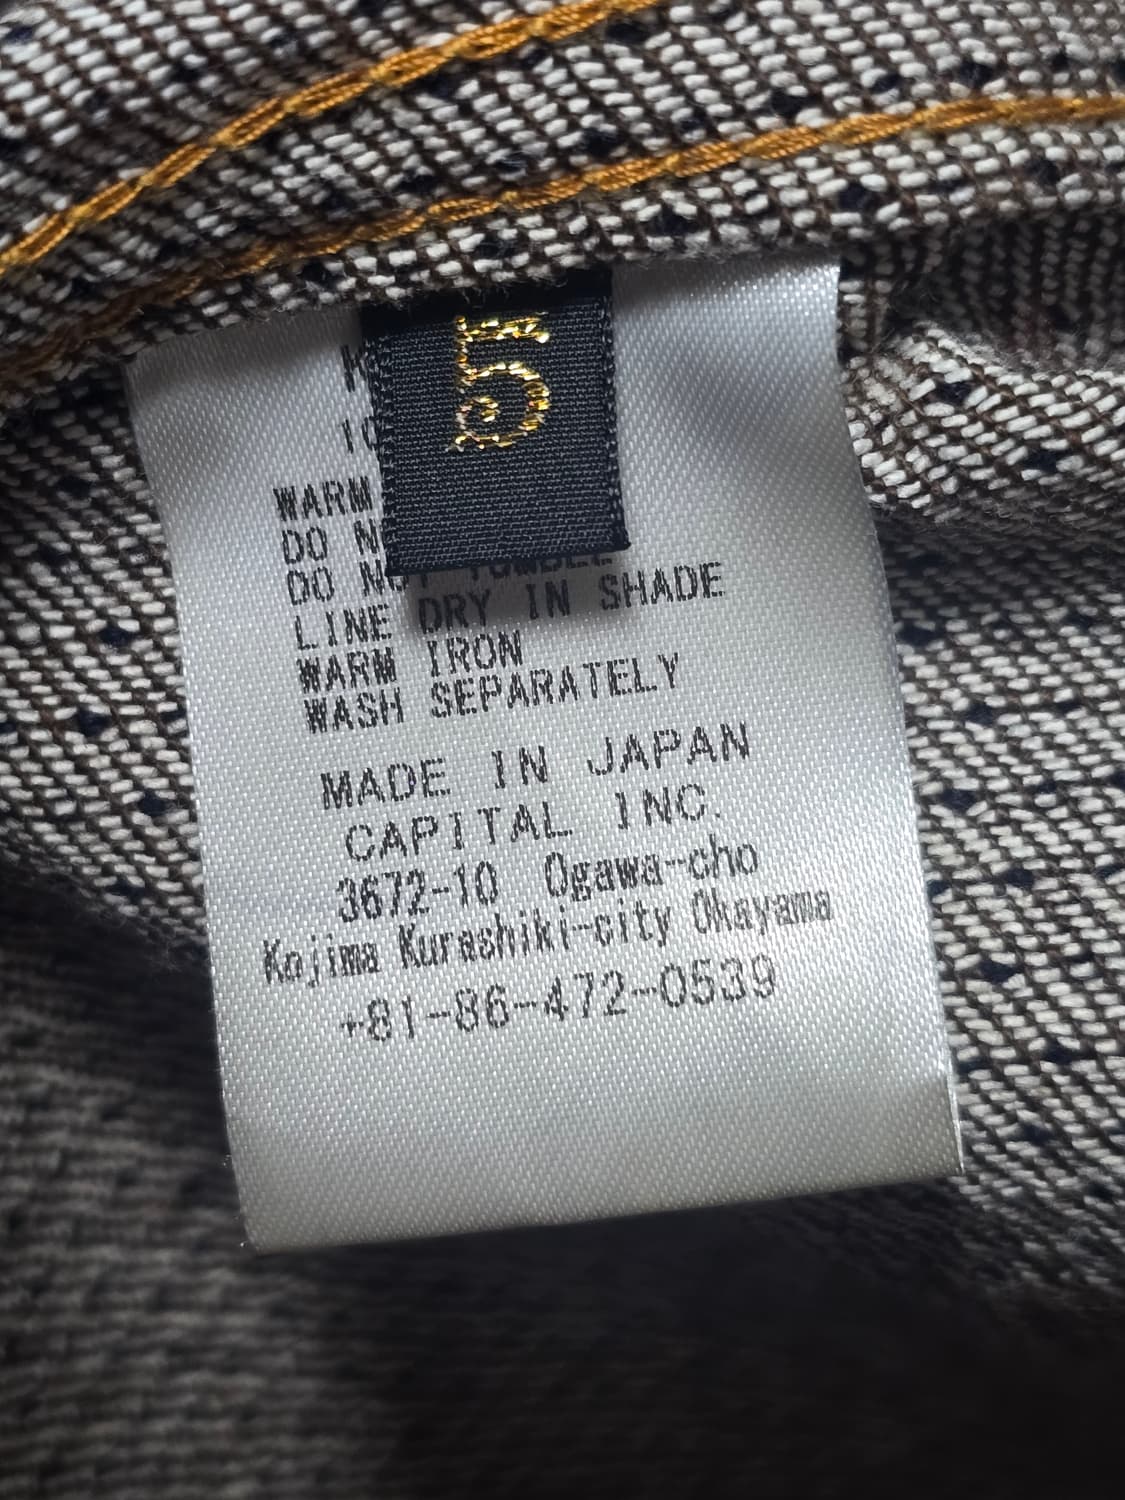 5
WARM
DO
DO NOT TUMBLE
LINE DRY IN SHADE
WARM IRON
WASH SEPARATELY
MADE IN JAPAN
CAPITAL INC.
3672-10 Ogawa-cho
Kojima Kurashiki-city Okayama
+81-86-472-0539